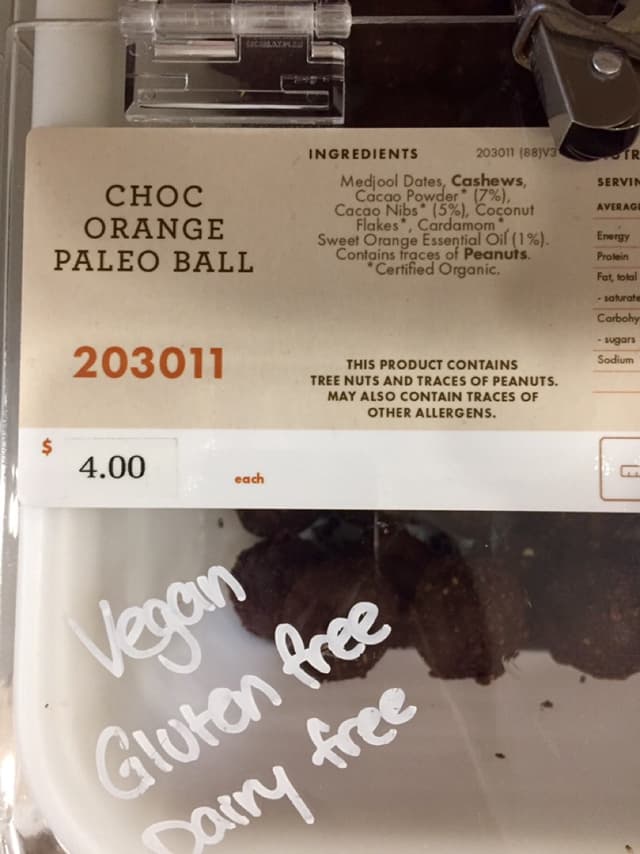 CHOC
ORANGE
PALEO BALL
203011
INGREDIENTS
203011 (88)V3
Medjool Dates, Cashews,
Cacao Powder* (7%),
Cacao Nibs* (5%), Coconut
Flakes*, Cardamom*
Sweet Orange Essential Oil (1%).
Contains traces of Peanuts.
*Certified Organic.
THIS PRODUCT CONTAINS
TREE NUTS AND TRACES OF PEANUTS.
MAY ALSO CONTAIN TRACES OF
OTHER ALLERGENS.
SERVIN
AVERAG
Energy
Protein
Fat, total
- saturate
Carbohy
- sugars
Sodium
$ 4.00 each
Vegan
Gluten free
Dairy free